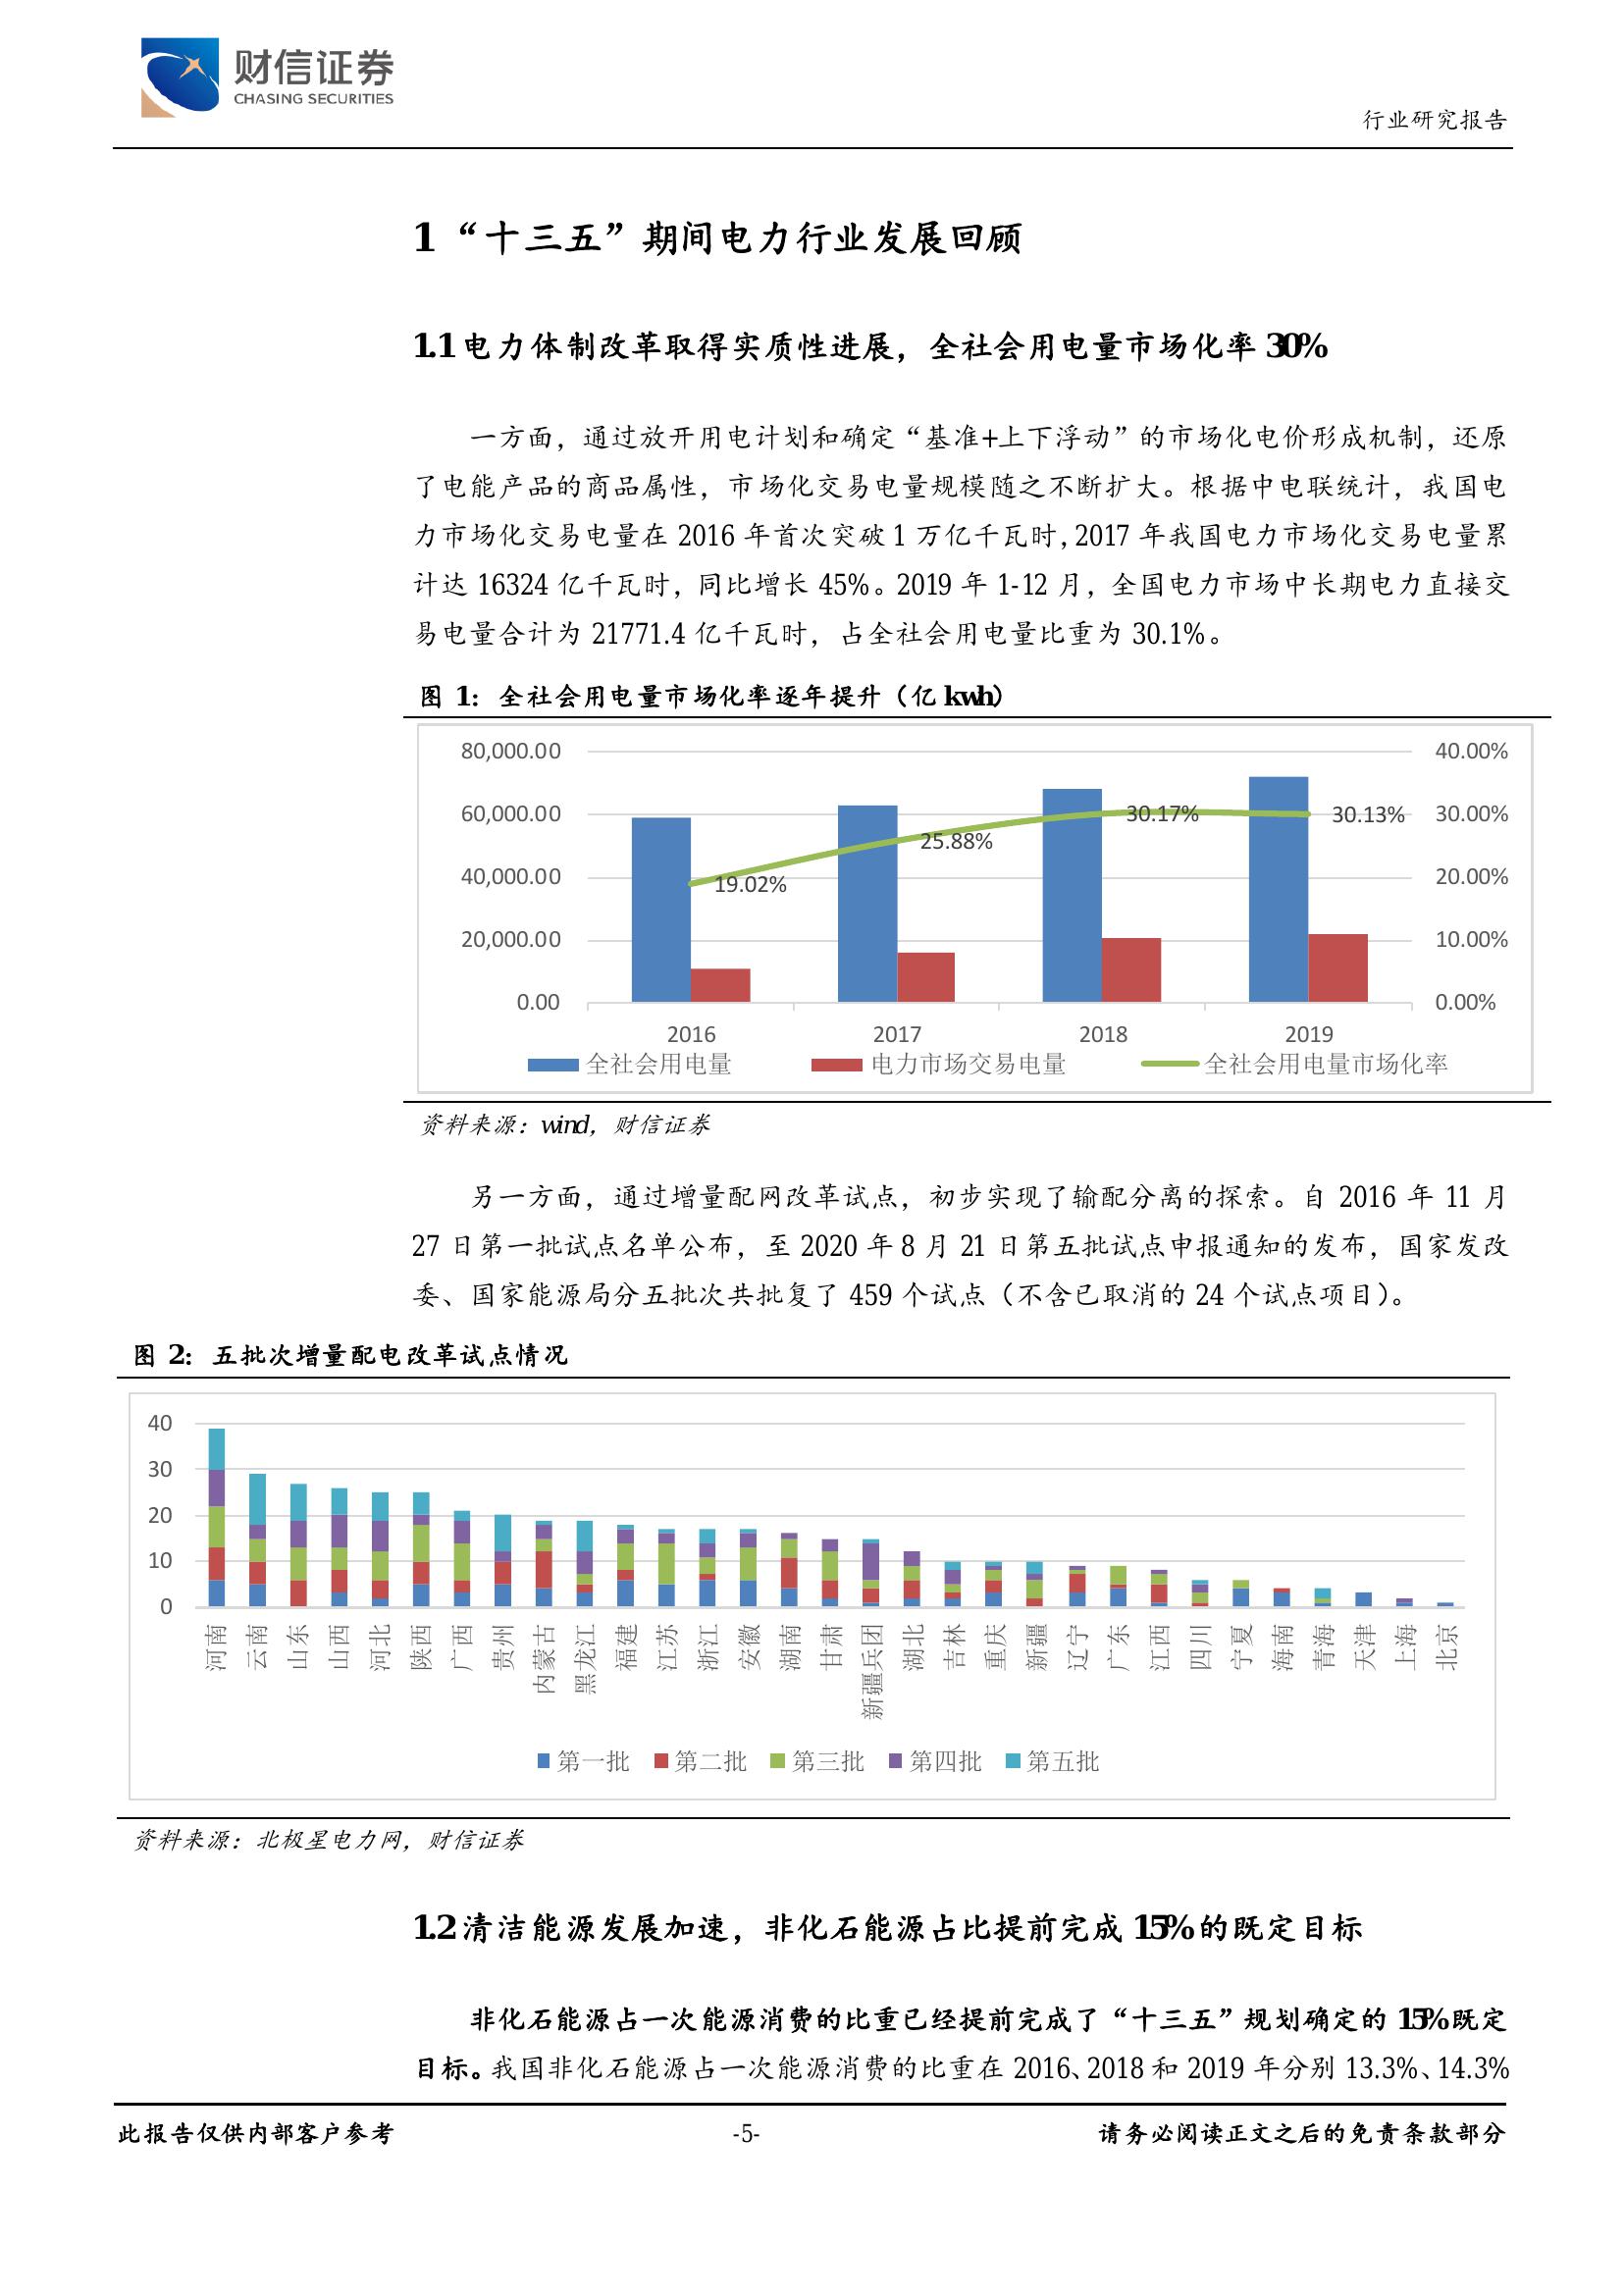 财信证券
CHASING SECURITIES
行业研究报告
1 “十三五”期间电力行业发展回顾
1.1 电力体制改革取得实质性进展，全社会用电量市场化率 30%
一方面，通过放开用电计划和确定“基准+上下浮动”的市场化电价形成机制，还原
了电能产品的商品属性，市场化交易电量规模随之不断扩大。根据中电联统计，我国电
力市场化交易电量在 2016 年首次突破 1 万亿千瓦时，2017 年我国电力市场化交易电量累
计达 16324 亿千瓦时，同比增长 45%。2019 年 1-12 月，全国电力市场中长期电力直接交
易电量合计为 21771.4 亿千瓦时，占全社会用电量比重为 30.1%。
图 1：全社会用电量市场化率逐年提升（亿 kwh）
80,000.00 40.00%
60,000.00 30.17% 30.13% 30.00%
25.88%
40,000.00 19.02% 20.00%
20,000.00 10.00%
0.00 0.00%
2016 2017 2018 2019
全社会用电量 电力市场交易电量 全社会用电量市场化率
资料来源：wind，财信证券
另一方面，通过增量配网改革试点，初步实现了输配分离的探索。自 2016 年 11 月
27 日第一批试点名单公布，至 2020 年 8 月 21 日第五批试点申报通知的发布，国家发改
委、国家能源局分五批次共批复了 459 个试点（不含已取消的 24 个试点项目）。
图 2：五批次增量配电改革试点情况
40
30
20
10
0
河南 云南 山东 山西 河北 陕西 广西 贵州 内蒙古 黑龙江 福建 江苏 浙江 安徽 湖南 甘肃 新疆兵团 湖北 吉林 重庆 新疆 辽宁 广东 江西 四川 宁夏 海南 青海 天津 上海 北京
第一批 第二批 第三批 第四批 第五批
资料来源：北极星电力网，财信证券
1.2 清洁能源发展加速，非化石能源占比提前完成 15%的既定目标
非化石能源占一次能源消费的比重已经提前完成了“十三五”规划确定的 15%既定
目标。我国非化石能源占一次能源消费的比重在 2016、2018 和 2019 年分别 13.3%、14.3%
此报告仅供内部客户参考 -5- 请务必阅读正文之后的免责条款部分